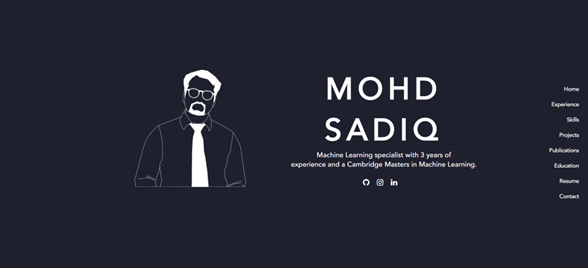 MOHD
SADIQ
Machine Learning specialist with 3 years of
experience and a Cambridge Masters in Machine Learning.
Home
Experience
Skills
Projects
Publications
Education
Resume
Contact